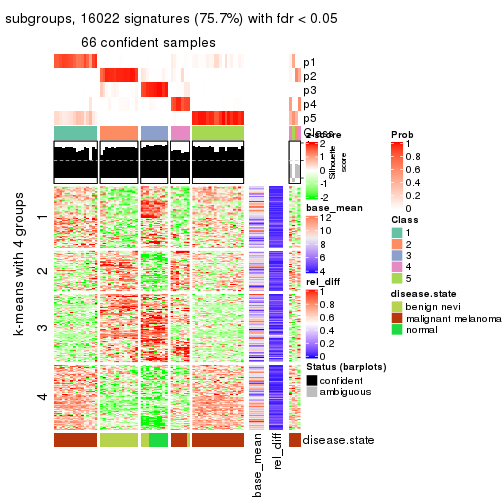 subgroups, 16022 signatures (75.7%) with fdr < 0.05
66 confident samples
p1
p2
p3
p4
p5
Class
z-score
2
1
0
-1
-2
Silhouette
score
base_mean
12
10
8
6
4
rel_diff
1
0.8
0.6
0.4
0.2
0
Status (barplots)
confident
ambiguous
Prob
1
0.8
0.6
0.4
0.2
0
Class
1
2
3
4
5
disease.state
benign nevi
malignant melanoma
normal
k-means with 4 groups
1
2
3
4
base_mean
rel_diff
disease.state